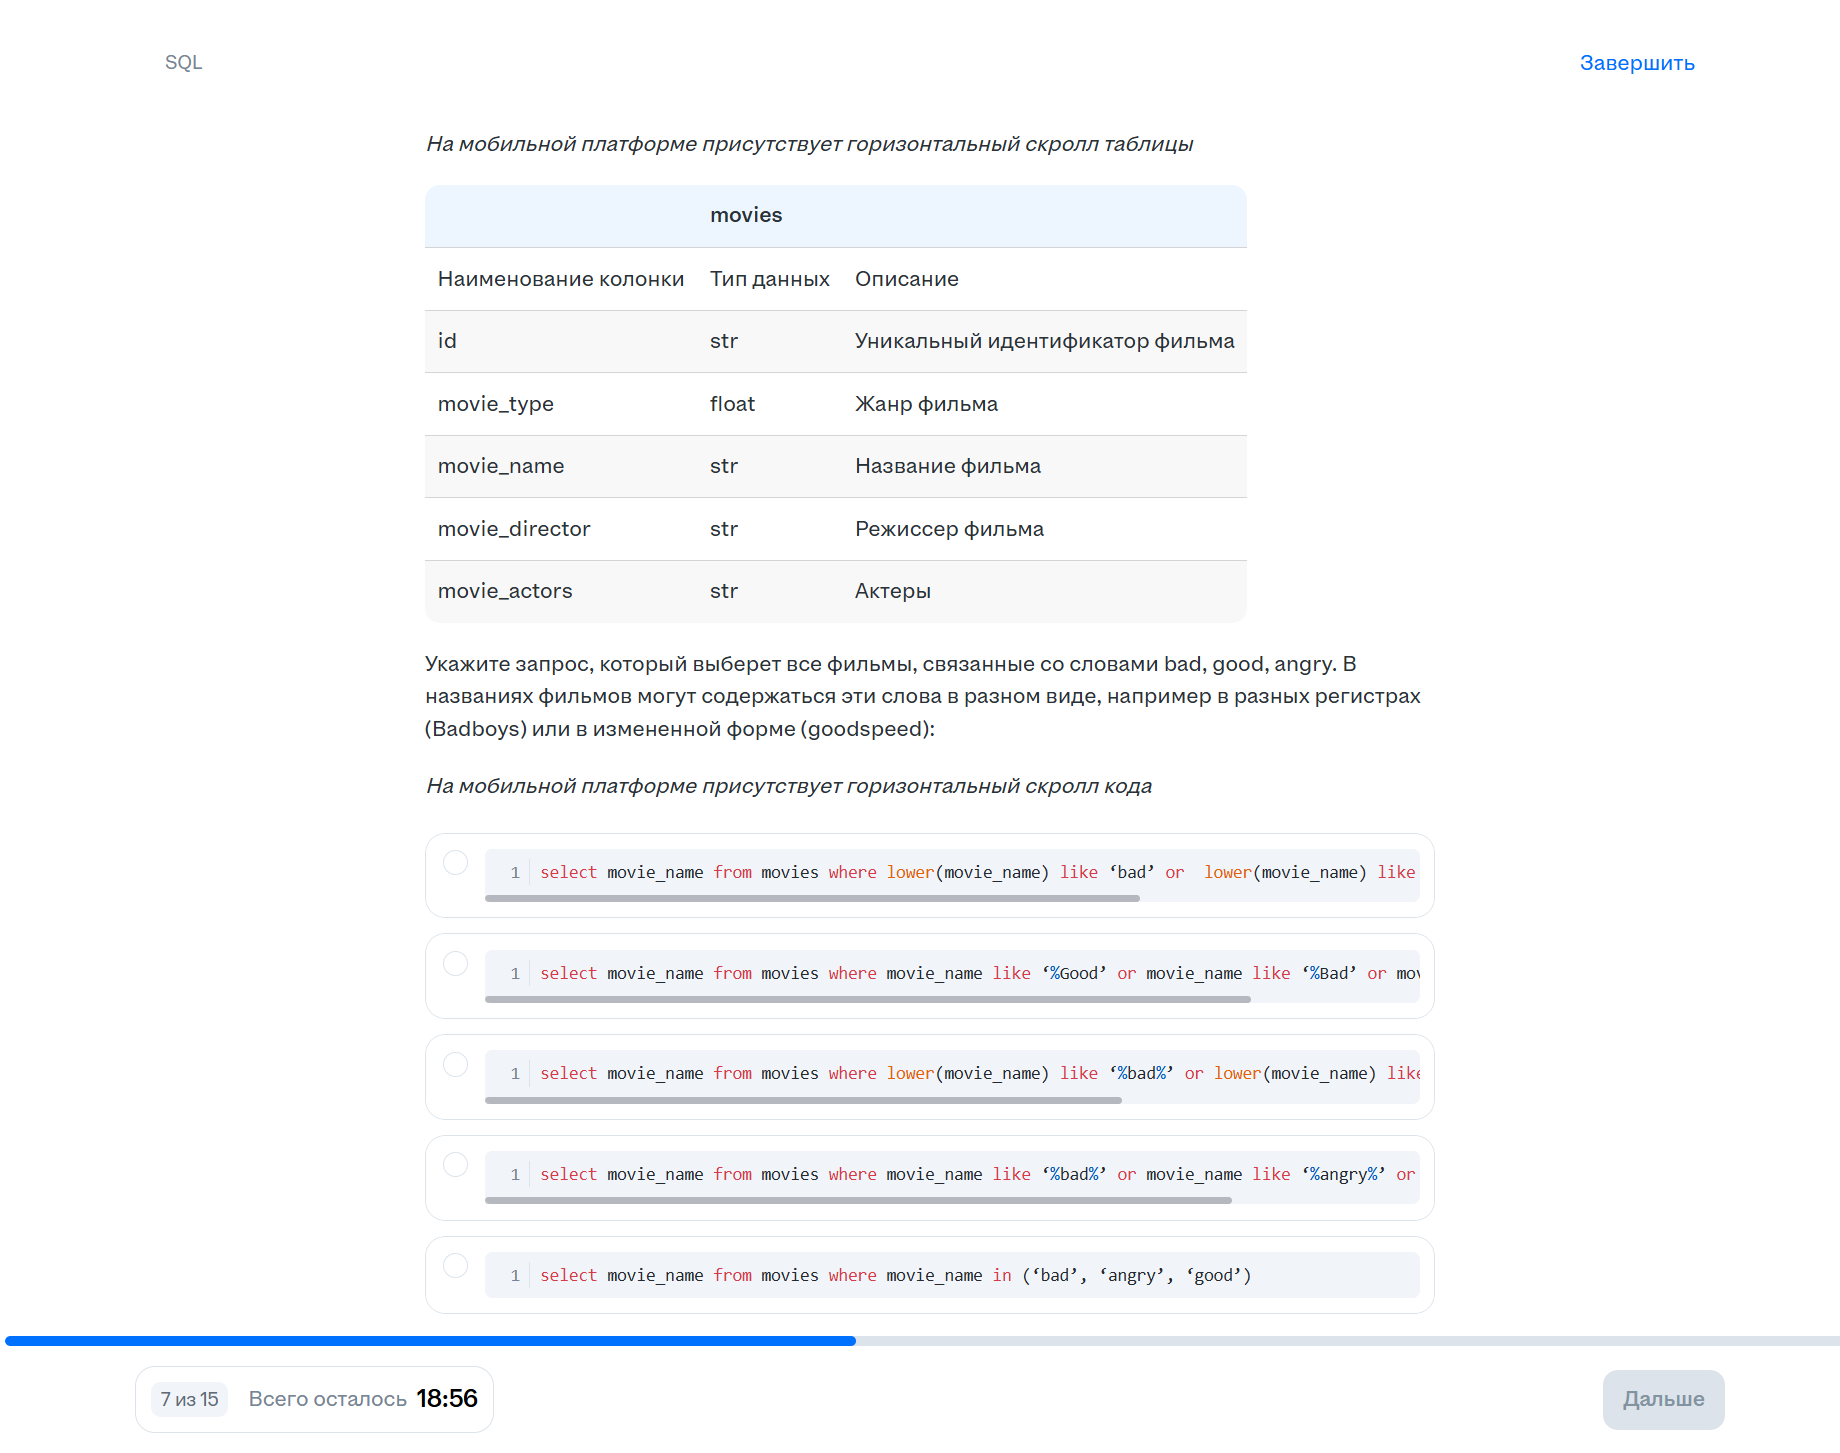 SQL
Завершить
На мобильной платформе присутствует горизонтальный скролл таблицы
movies
Наименование колонки Тип данных Описание
id str Уникальный идентификатор фильма
movie_type float Жанр фильма
movie_name str Название фильма
movie_director str Режиссер фильма
movie_actors str Актеры
Укажите запрос, который выберет все фильмы, связанные со словами bad, good, angry. В
названиях фильмов могут содержаться эти слова в разном виде, например в разных регистрах
(Badboys) или в измененной форме (goodspeed):
На мобильной платформе присутствует горизонтальный скролл кода
1 select movie_name from movies where lower(movie_name) like ‘bad’ or  lower(movie_name) like
1 select movie_name from movies where movie_name like ‘%Good’ or movie_name like ‘%Bad’ or mov
1 select movie_name from movies where lower(movie_name) like ‘%bad%’ or lower(movie_name) like
1 select movie_name from movies where movie_name like ‘%bad%’ or movie_name like ‘%angry%’ or
1 select movie_name from movies where movie_name in (‘bad’, ‘angry’, ‘good’)
7 из 15 Всего осталось 18:56
Дальше